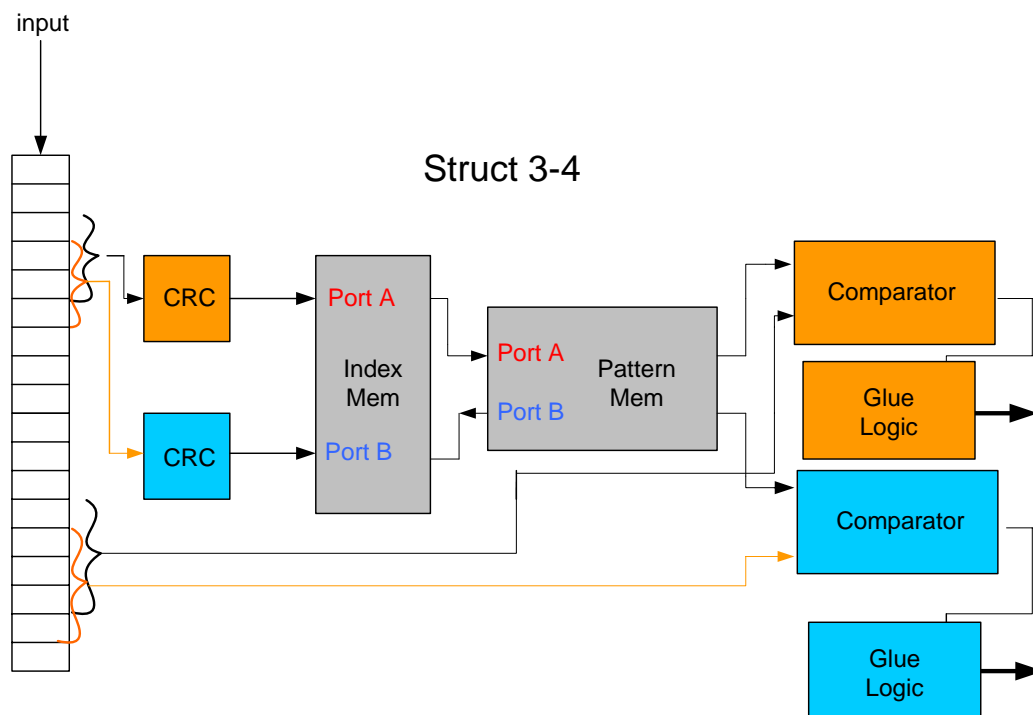 input
Struct 3-4
CRC
Port A
Index
Mem
Port B
CRC
Port A
Pattern
Mem
Port B
Comparator
Glue
Logic
Comparator
Glue
Logic